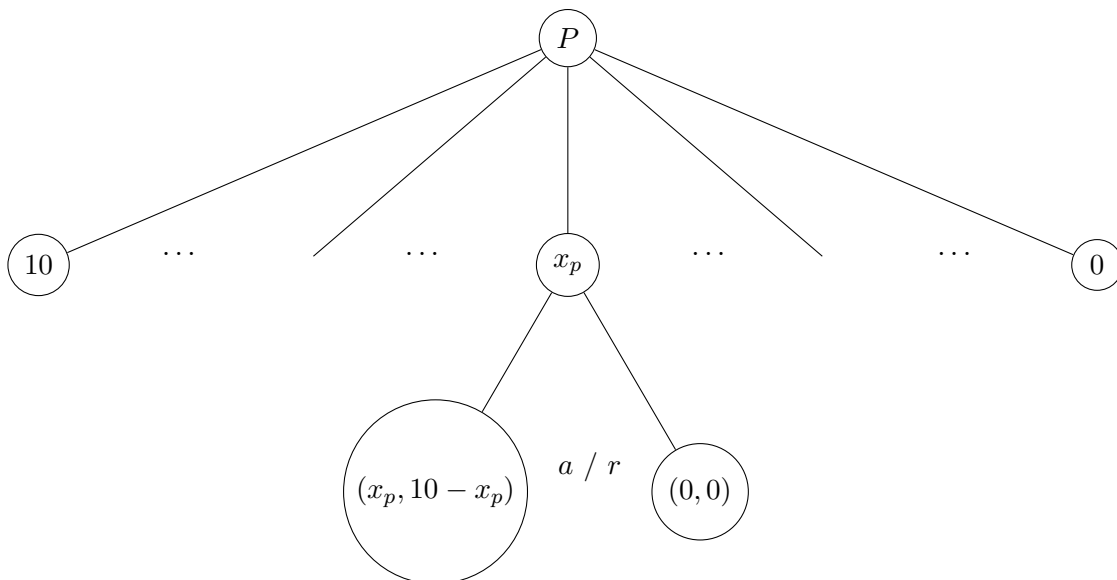 P
10 ... ... x_p ... ... 0
a / r
(x_p, 10 − x_p) (0, 0)